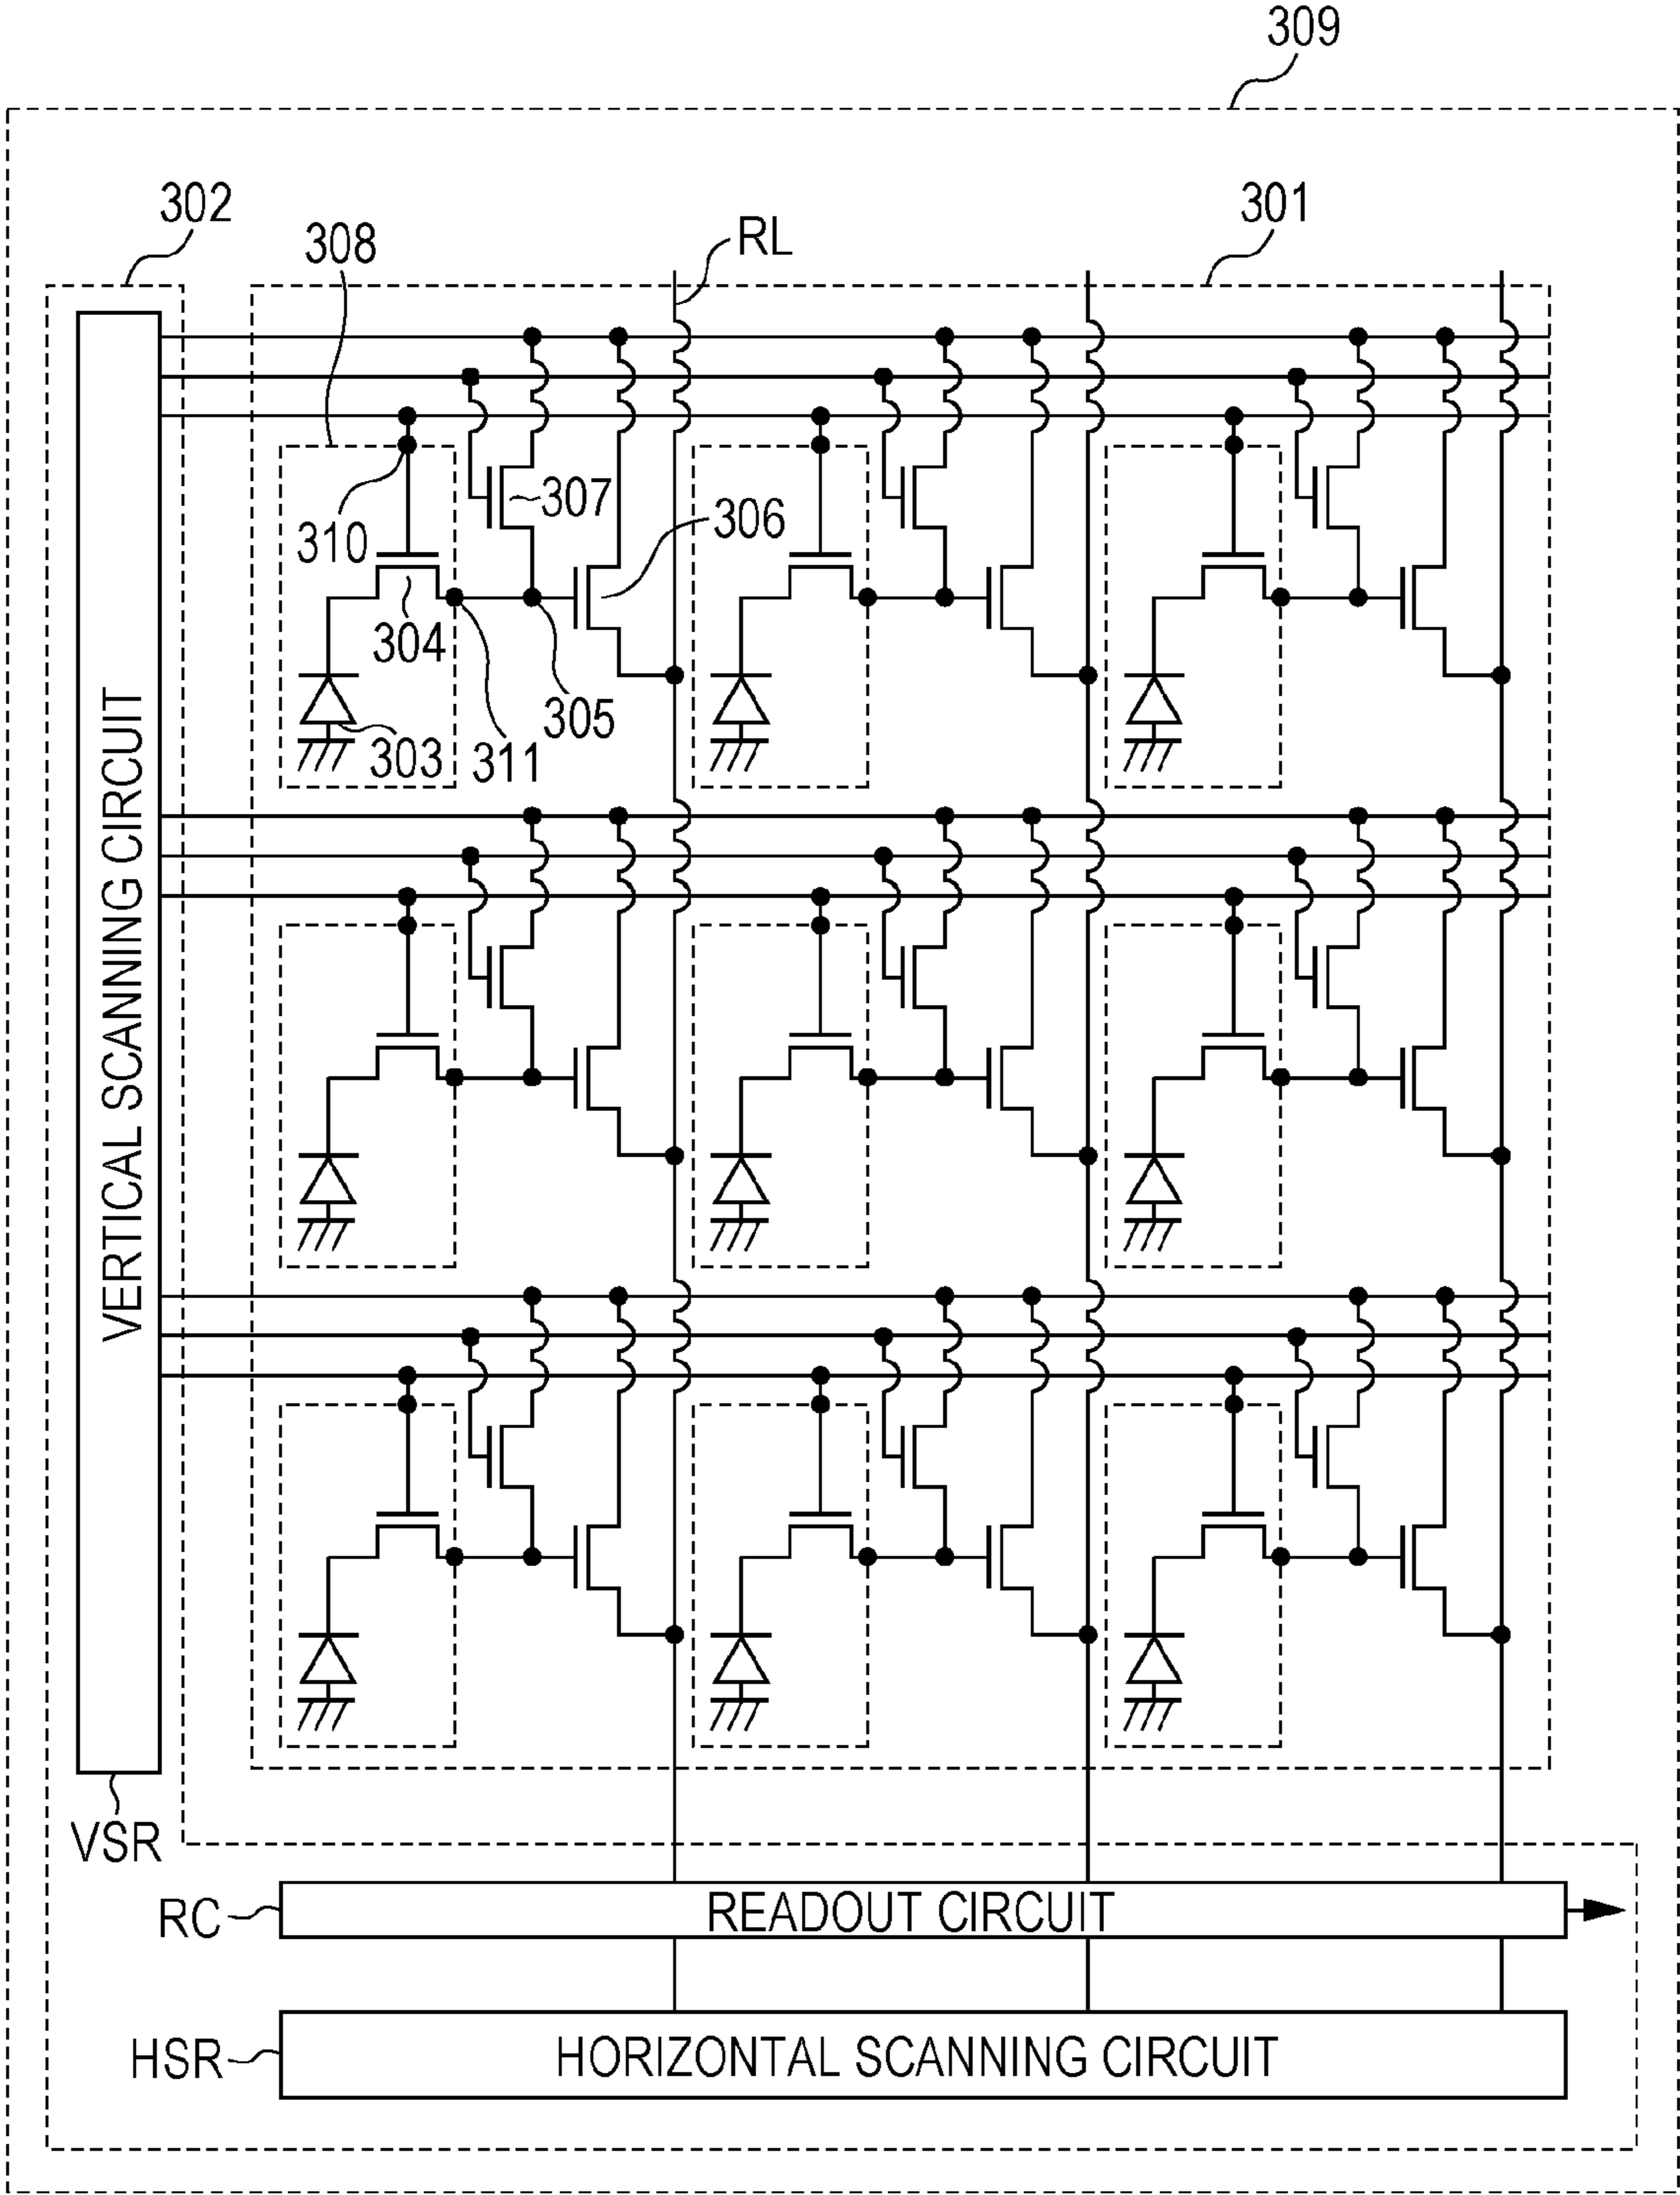 309
302
301
308
RL
307
306
310
304
305
303
311
VERTICAL SCANNING CIRCUIT
VSR
RC
READOUT CIRCUIT
HSR
HORIZONTAL SCANNING CIRCUIT